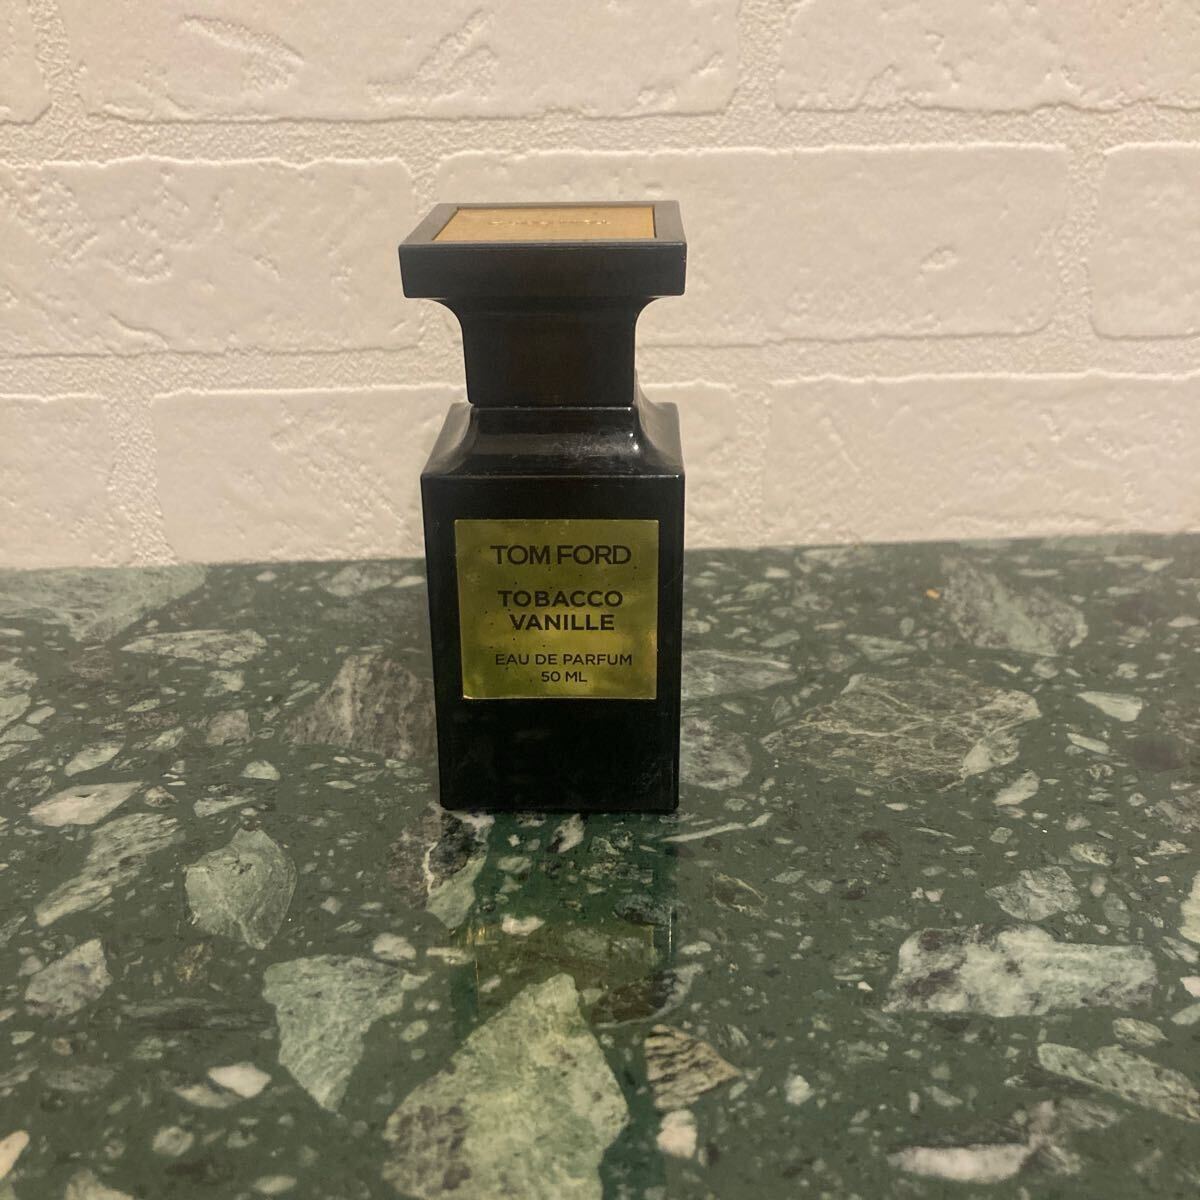 TOM FORD
TOBACCO
VANILLE
EAU DE PARFUM
50 ML